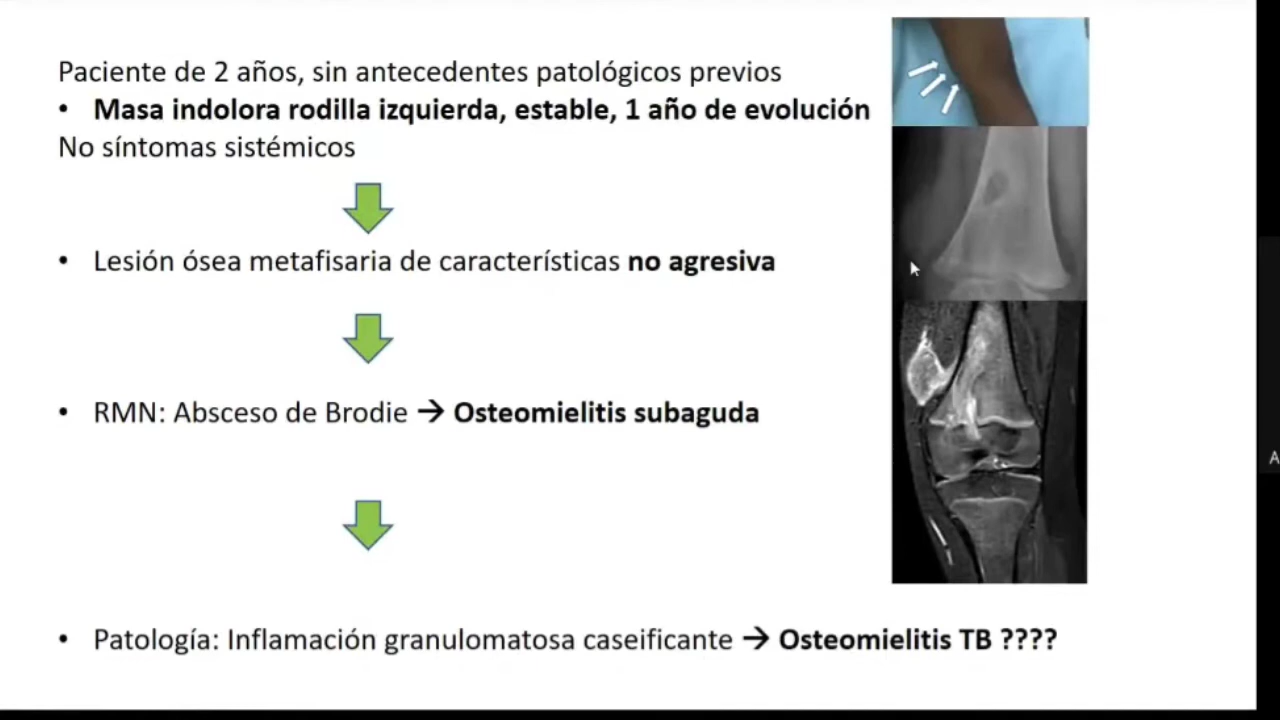 Paciente de 2 años, sin antecedentes patológicos previos
• Masa indolora rodilla izquierda, estable, 1 año de evolución
No síntomas sistémicos
• Lesión ósea metafisaria de características no agresiva
• RMN: Absceso de Brodie → Osteomielitis subaguda
A
• Patología: Inflamación granulomatosa caseificante → Osteomielitis TB ????